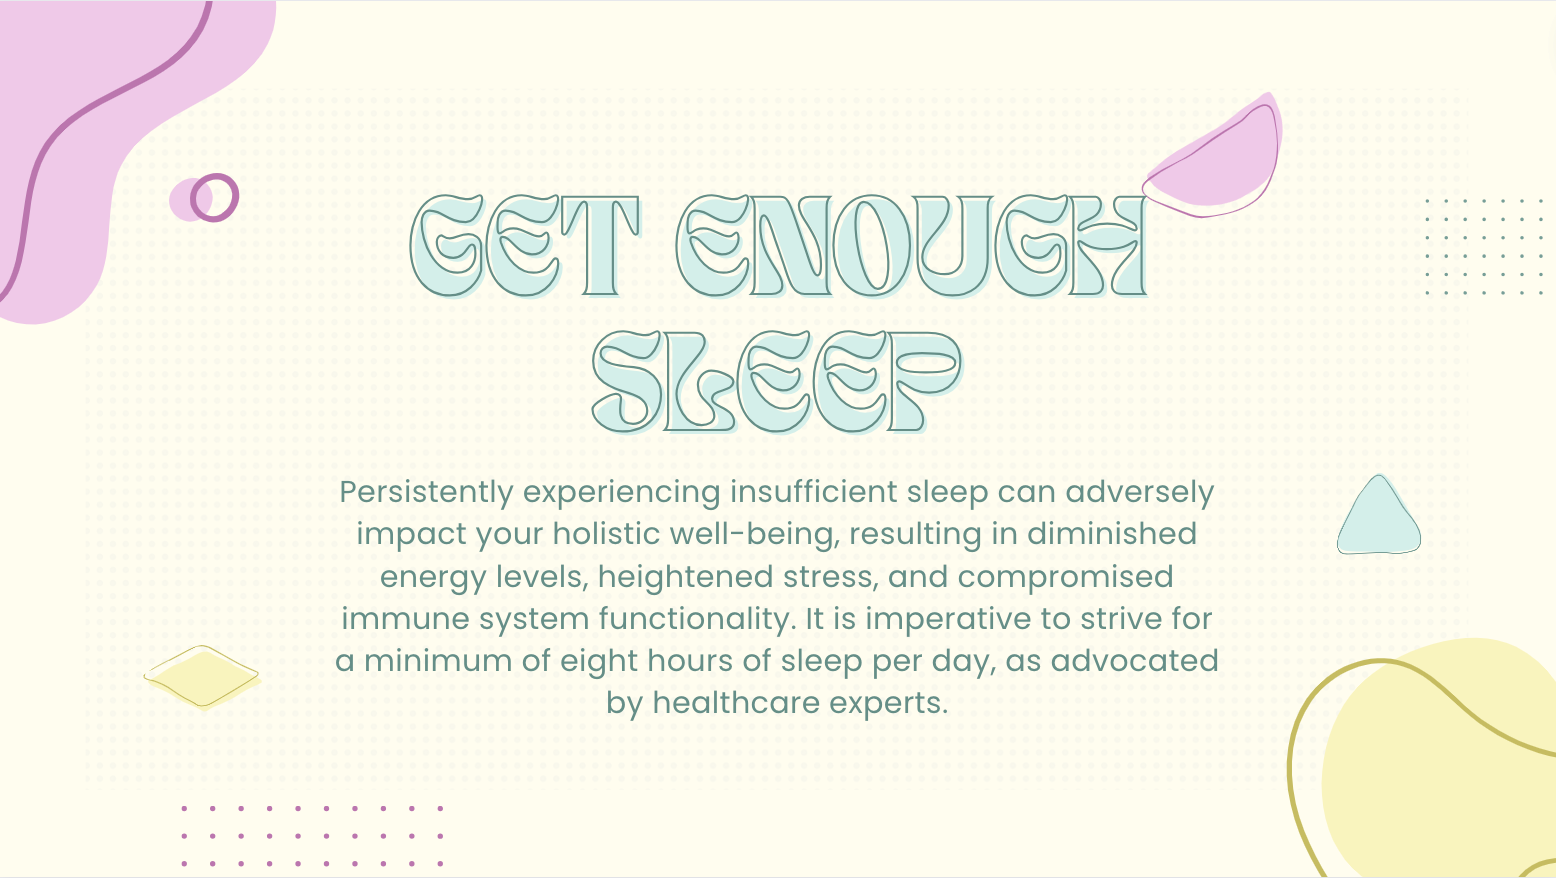 GET ENOUGH
SLEEP
Persistently experiencing insufficient sleep can adversely
impact your holistic well-being, resulting in diminished
energy levels, heightened stress, and compromised
immune system functionality. It is imperative to strive for
a minimum of eight hours of sleep per day, as advocated
by healthcare experts.